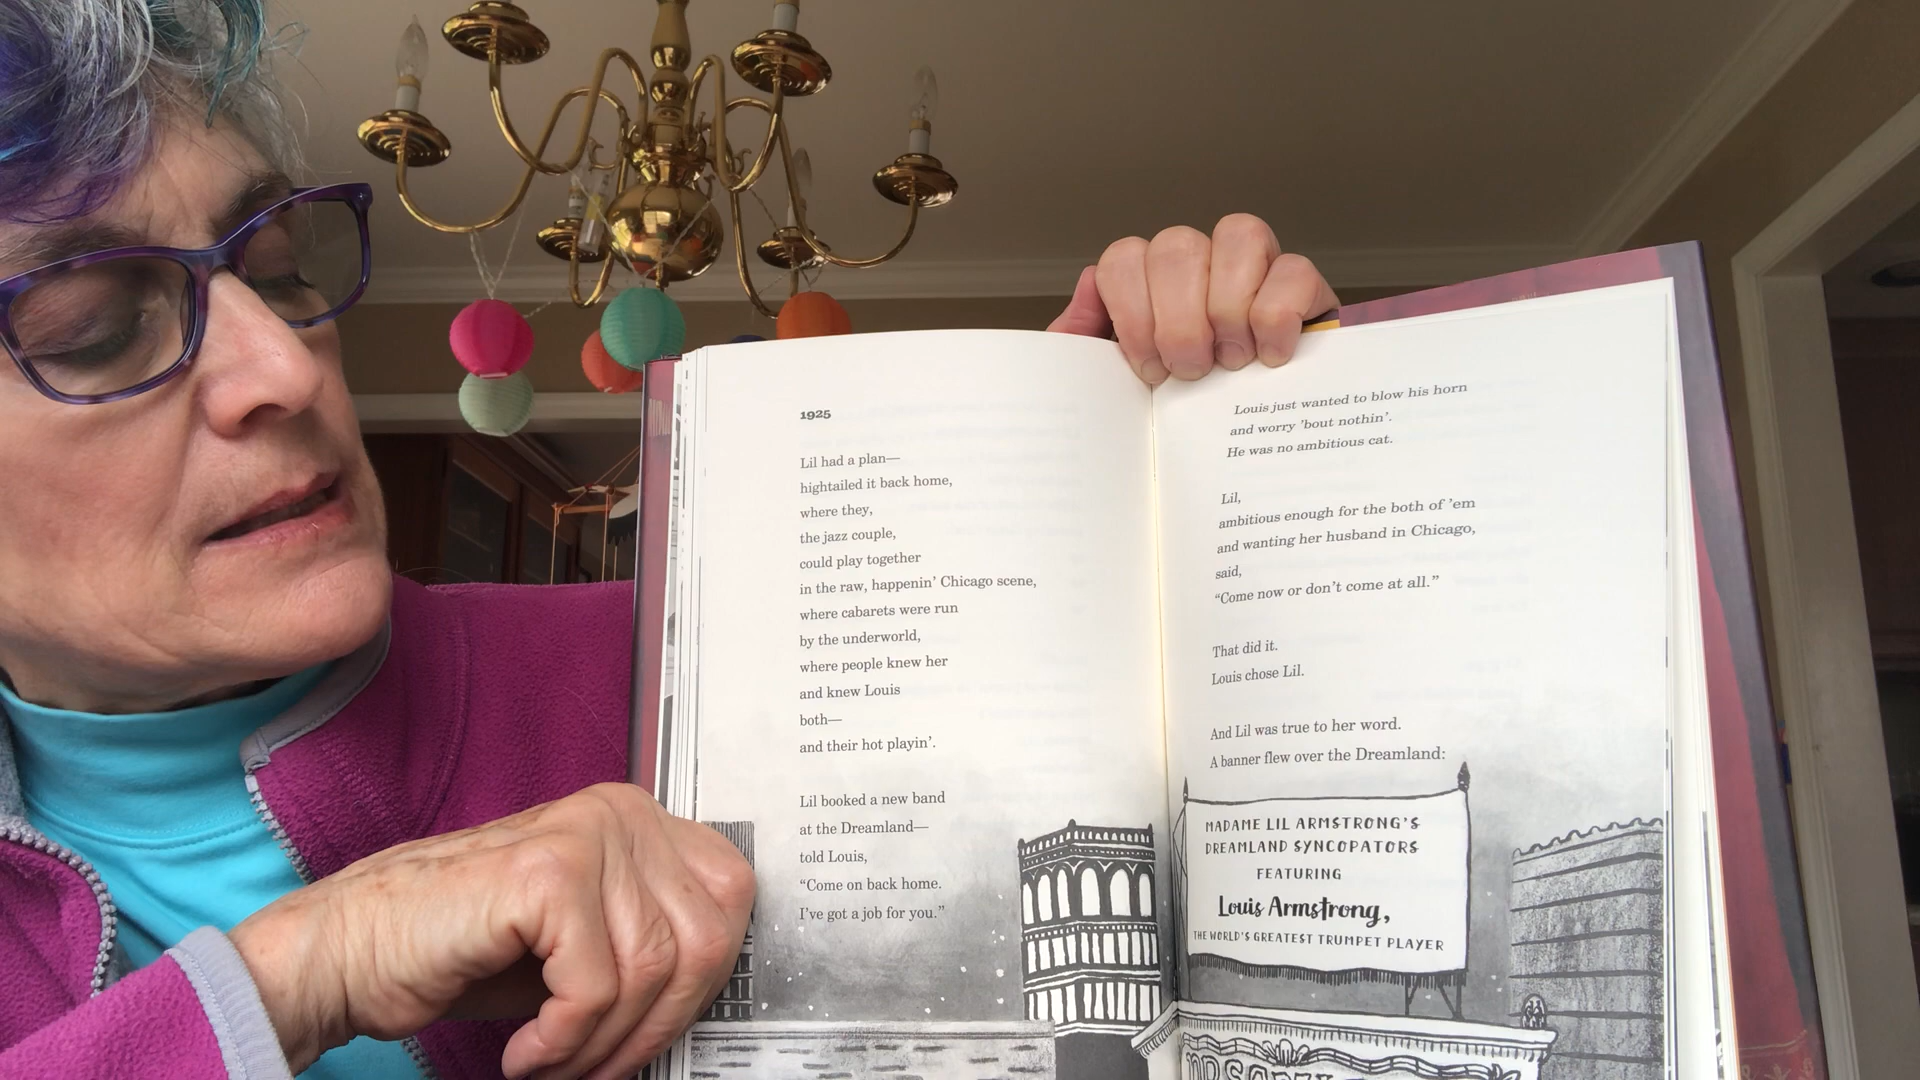 1925
Lil had a plan—
hightailed it back home,
where they,
the jazz couple,
could play together
in the raw, happenin' Chicago scene,
where cabarets were run
by the underworld,
where people knew her
and knew Louis
both—
and their hot playin'.
Lil booked a new band
at the Dreamland—
told Louis,
“Come on back home.
I've got a job for you.”
Louis just wanted to blow his horn
and worry 'bout nothin'.
He was no ambitious cat.
Lil,
ambitious enough for the both of 'em
and wanting her husband in Chicago,
said,
“Come now or don't come at all.”
That did it.
Louis chose Lil.
And Lil was true to her word.
A banner flew over the Dreamland:
MADAME LIL ARMSTRONG'S
DREAMLAND SYNCOPATORS
FEATURING
Louis Armstrong,
THE WORLD'S GREATEST TRUMPET PLAYER